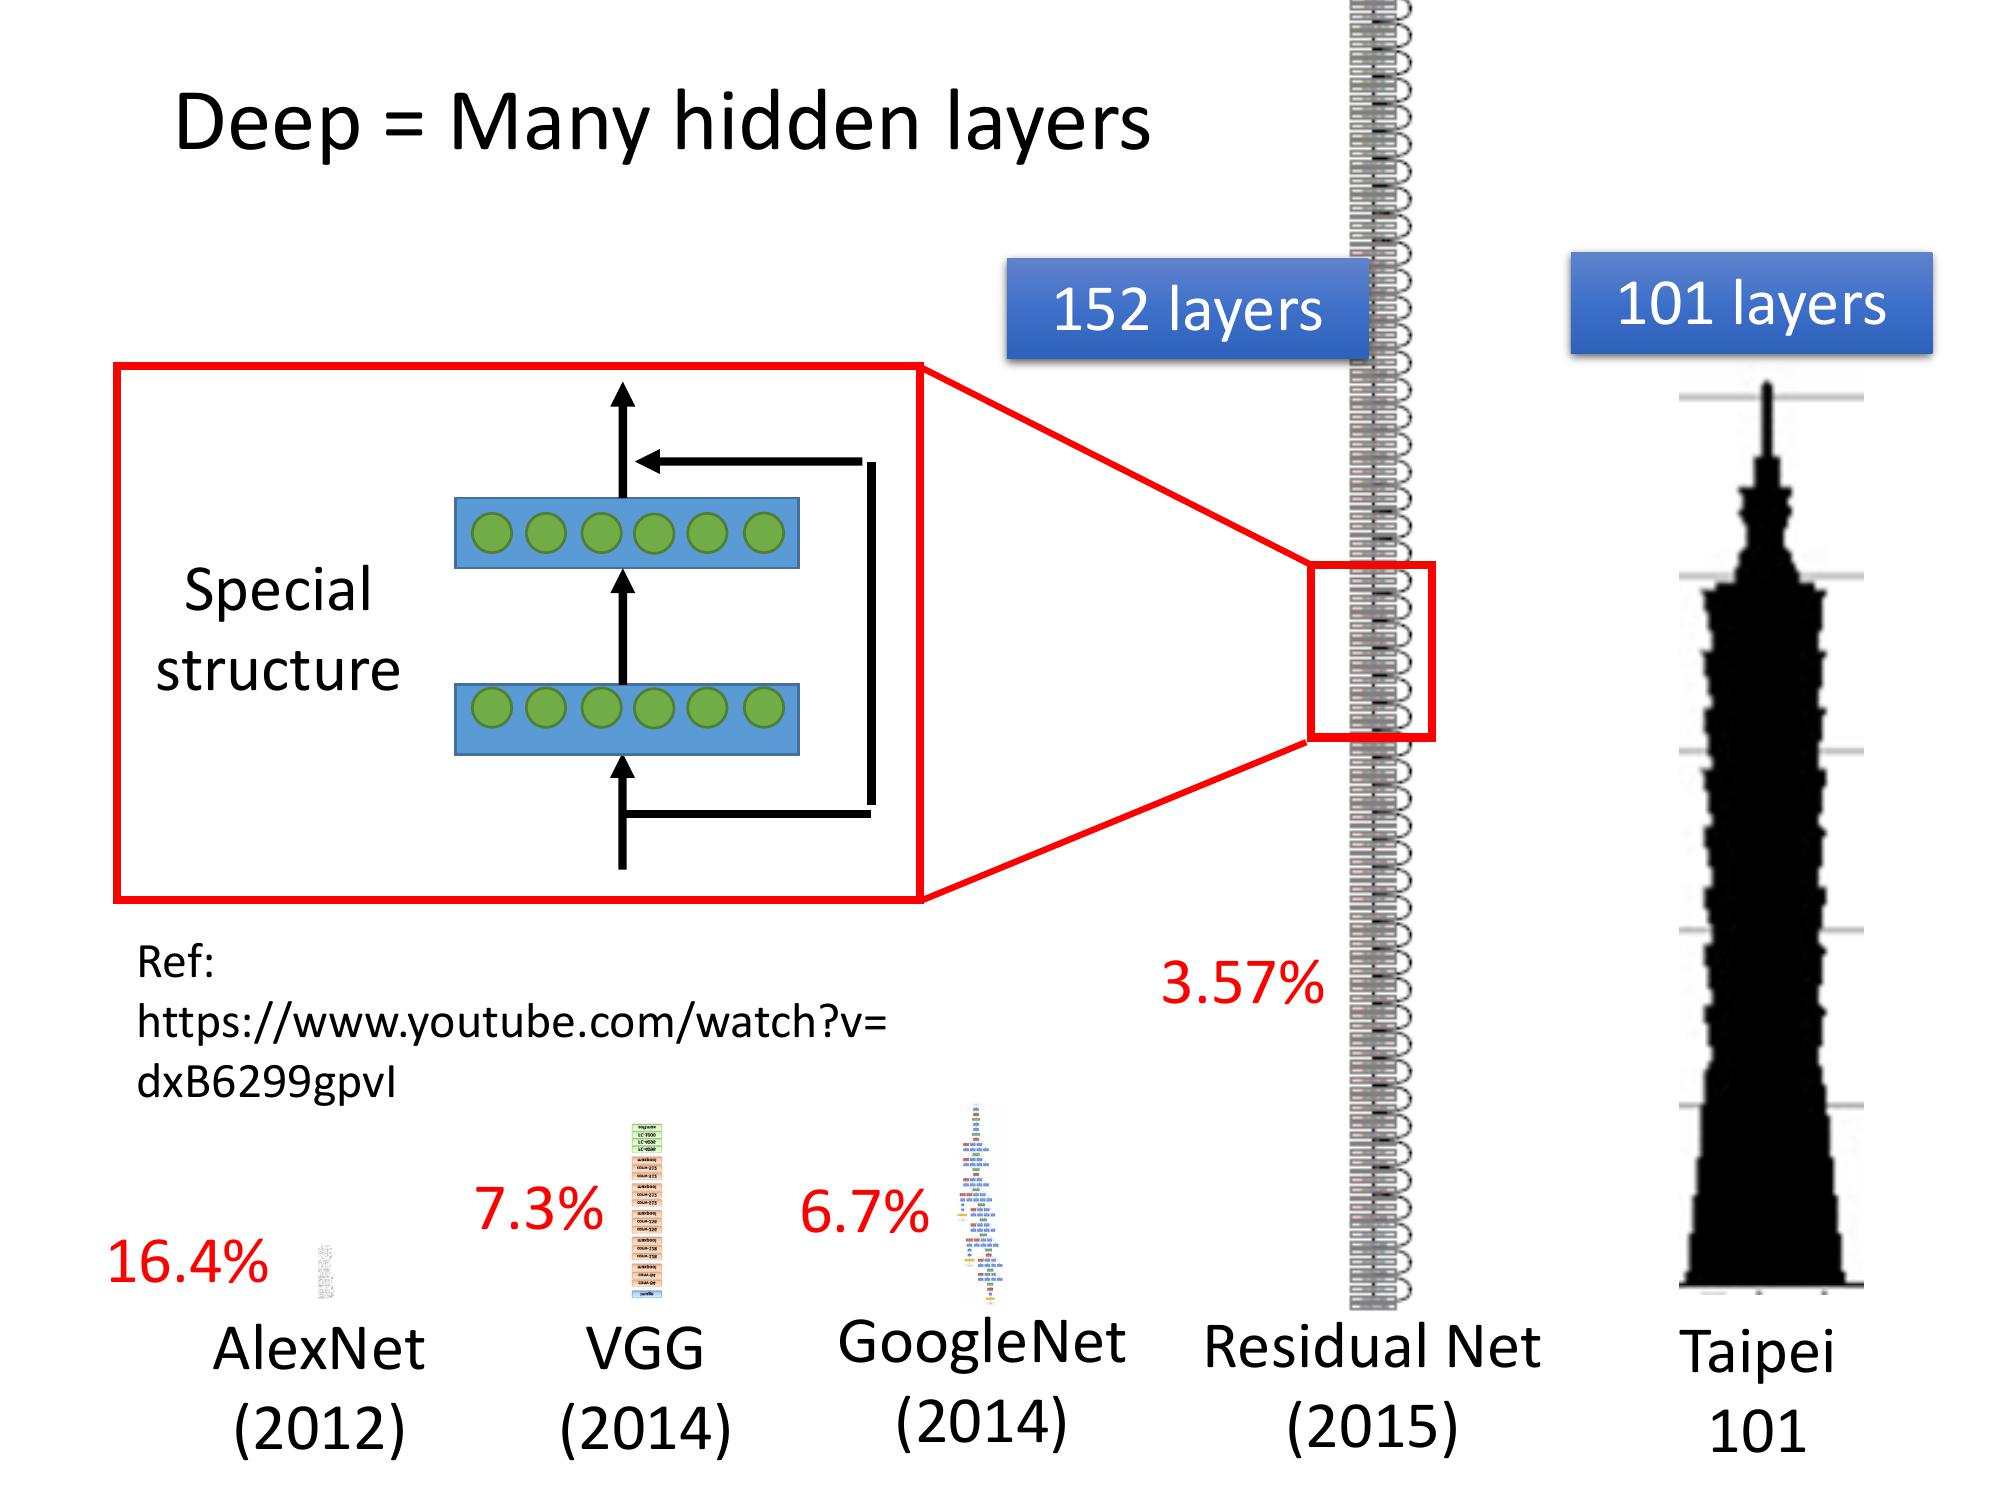 Deep = Many hidden layers
152 layers
101 layers
Special
structure
Ref:
https://www.youtube.com/watch?v=
dxB6299gpvI
3.57%
7.3%
6.7%
16.4%
AlexNet
(2012)
VGG
(2014)
GoogleNet
(2014)
Residual Net
(2015)
Taipei
101